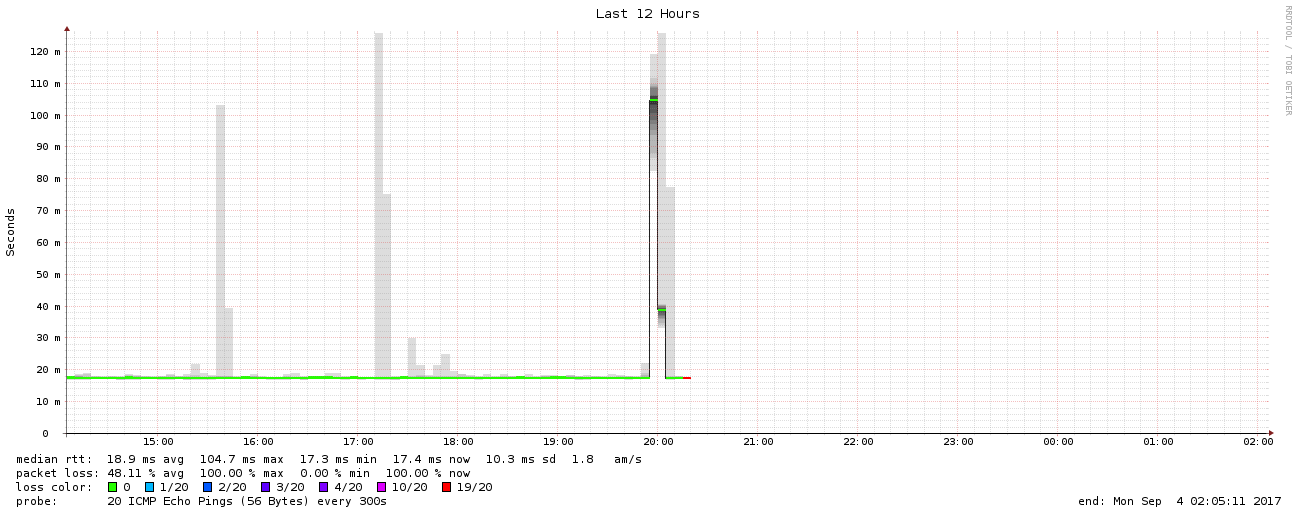 Last 12 Hours
RRDTOOL / TOBI OETIKER
Seconds
120 m
110 m
100 m
90 m
80 m
70 m
60 m
50 m
40 m
30 m
20 m
10 m
0
15:00 16:00 17:00 18:00 19:00 20:00 21:00 22:00 23:00 00:00 01:00 02:00
median rtt: 18.9 ms avg 104.7 ms max 17.3 ms min 17.4 ms now 10.3 ms sd 1.8 am/s
packet loss: 48.11 % avg 100.00 % max 0.00 % min 100.00 % now
loss color: 0 1/20 2/20 3/20 4/20 10/20 19/20
probe: 20 ICMP Echo Pings (56 Bytes) every 300s end: Mon Sep 4 02:05:11 2017